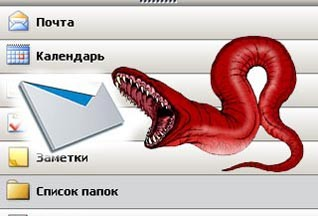 Почта
Календарь
Заметки
Список папок